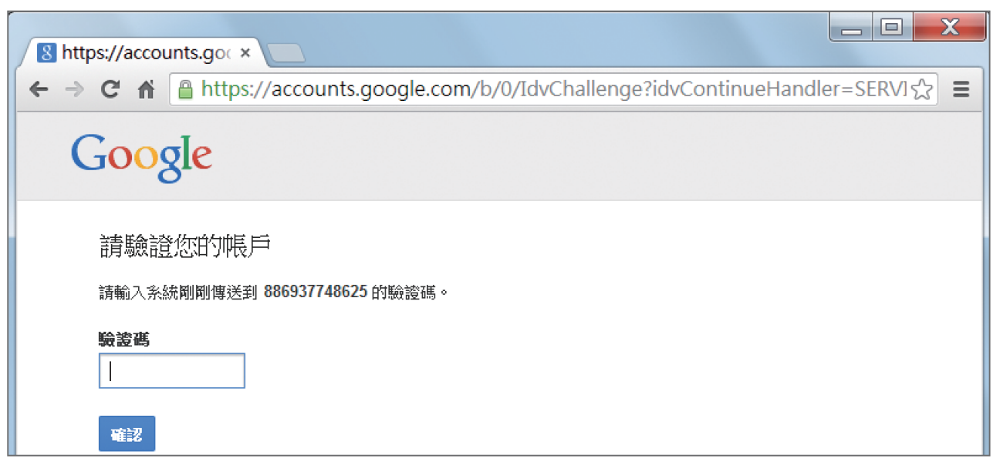 https://accounts.go
https://accounts.google.com/b/0/IdvChallenge?idvContinueHandler=SERVI
Google
請驗證您的帳戶
請輸入系統剛剛傳送到 886937748625 的驗證碼。
驗證碼
確認